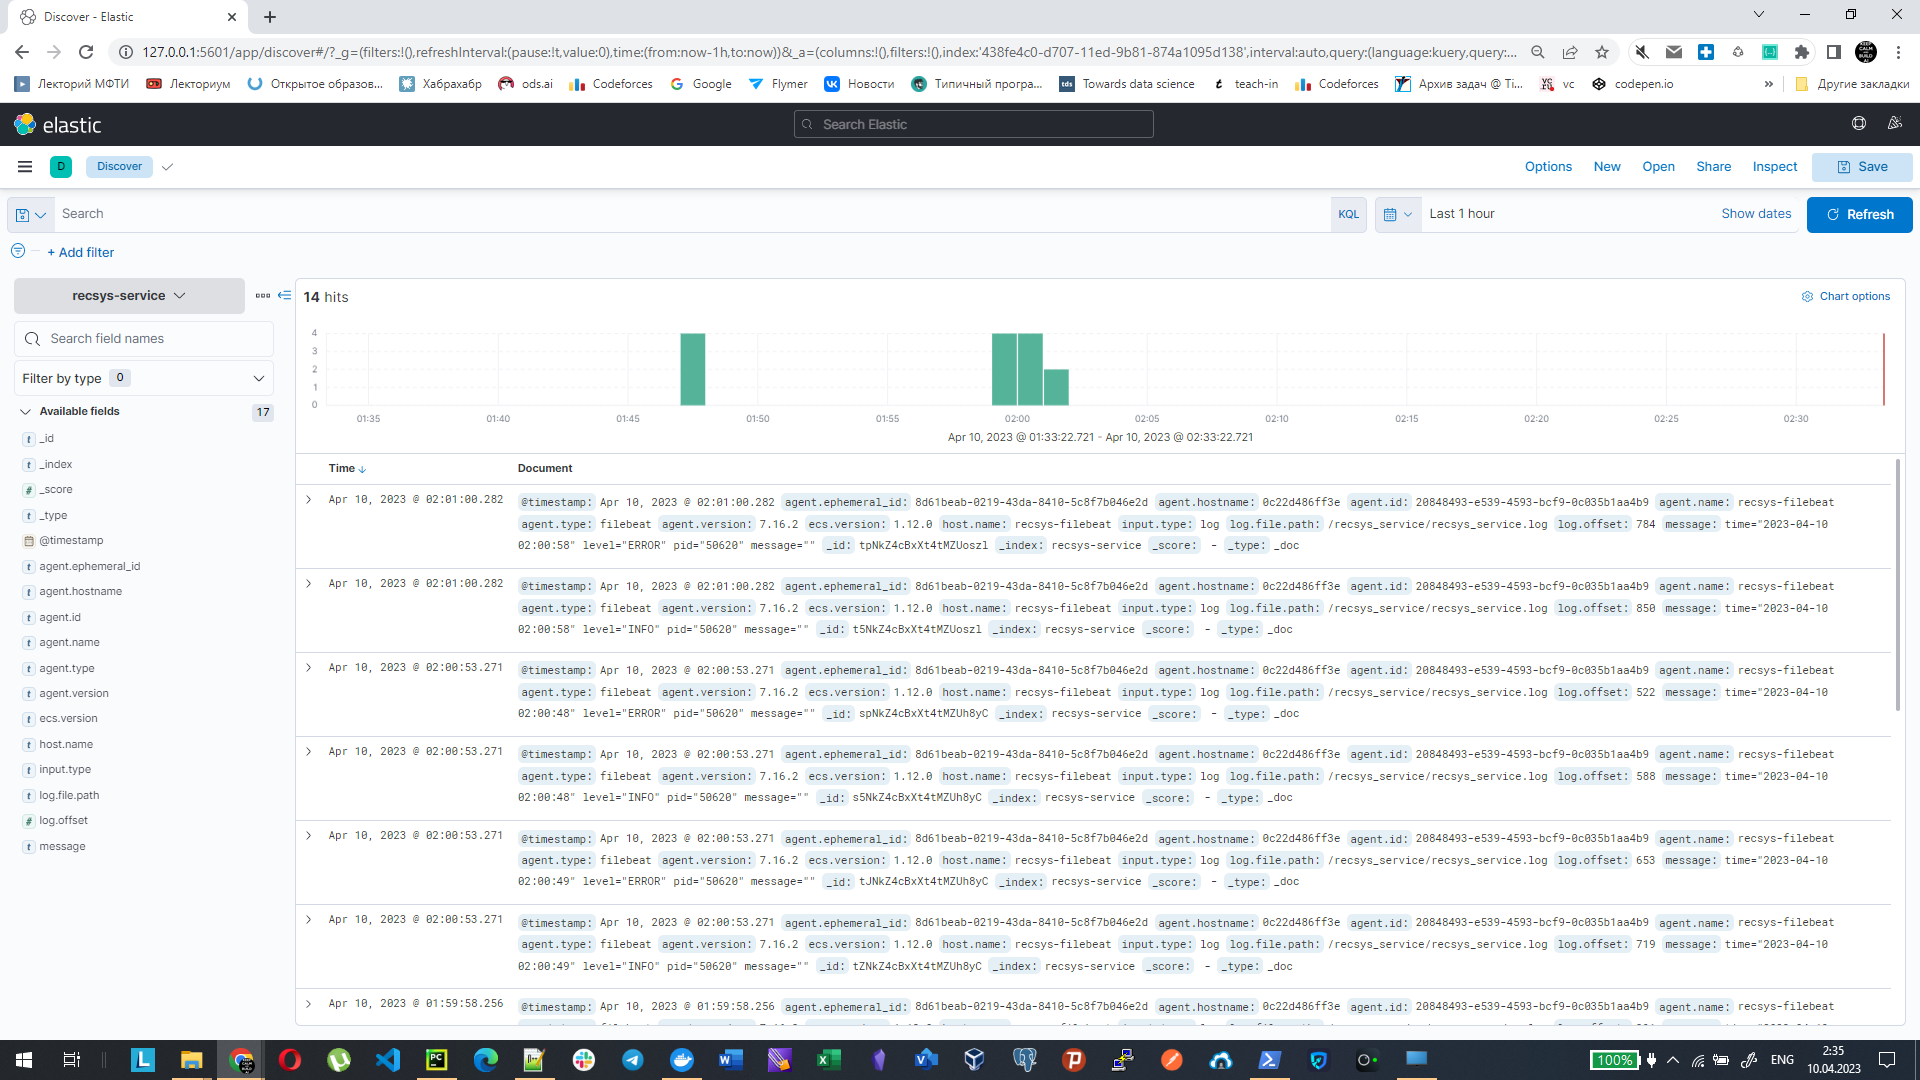 Discover - Elastic
127.0.0.1:5601/app/discover#/?_g=(filters:!(),refreshInterval:(pause:!t,value:0),time:(from:now-1h,to:now))&_a=(columns:!(),filters:!(),index:'438fe4c0-d707-11ed-9b81-874a1095d138',interval:auto,query:(language:kuery,query:...
Лекторий МФТИ Лекториум Открытое образов... Хабрахабр ods.ai Codeforces Google Flymer Новости Типичный програ... Towards data science teach-in Codeforces Архив задач @ Ti... vc codepen.io » Другие закладки
elastic Search Elastic
D Discover Options New Open Share Inspect Save
Search KQL Last 1 hour Show dates Refresh
+ Add filter
recsys-service 14 hits Chart options
Search field names
Filter by type 0
Available fields 17
_id
_index
_score
_type
@timestamp
agent.ephemeral_id
agent.hostname
agent.id
agent.name
agent.type
agent.version
ecs.version
host.name
input.type
log.file.path
log.offset
message
4
3
2
1
0
01:35 01:40 01:45 01:50 01:55 02:00 02:05 02:10 02:15 02:20 02:25 02:30
Apr 10, 2023 @ 01:33:22.721 - Apr 10, 2023 @ 02:33:22.721
Time Document
Apr 10, 2023 @ 02:01:00.282 @timestamp: Apr 10, 2023 @ 02:01:00.282 agent.ephemeral_id: 8d61beab-0219-43da-8410-5c8f7b046e2d agent.hostname: 0c22d486ff3e agent.id: 20848493-e539-4593-bcf9-0c035b1aa4b9 agent.name: recsys-filebeat
agent.type: filebeat agent.version: 7.16.2 ecs.version: 1.12.0 host.name: recsys-filebeat input.type: log log.file.path: /recsys_service/recsys_service.log log.offset: 784 message: time="2023-04-10
02:00:58" level="ERROR" pid="50620" message="" _id: tpNkZ4cBxXt4tMZUoszl _index: recsys-service _score: - _type: _doc
Apr 10, 2023 @ 02:01:00.282 @timestamp: Apr 10, 2023 @ 02:01:00.282 agent.ephemeral_id: 8d61beab-0219-43da-8410-5c8f7b046e2d agent.hostname: 0c22d486ff3e agent.id: 20848493-e539-4593-bcf9-0c035b1aa4b9 agent.name: recsys-filebeat
agent.type: filebeat agent.version: 7.16.2 ecs.version: 1.12.0 host.name: recsys-filebeat input.type: log log.file.path: /recsys_service/recsys_service.log log.offset: 850 message: time="2023-04-10
02:00:58" level="INFO" pid="50620" message="" _id: t5NkZ4cBxXt4tMZUoszl _index: recsys-service _score: - _type: _doc
Apr 10, 2023 @ 02:00:53.271 @timestamp: Apr 10, 2023 @ 02:00:53.271 agent.ephemeral_id: 8d61beab-0219-43da-8410-5c8f7b046e2d agent.hostname: 0c22d486ff3e agent.id: 20848493-e539-4593-bcf9-0c035b1aa4b9 agent.name: recsys-filebeat
agent.type: filebeat agent.version: 7.16.2 ecs.version: 1.12.0 host.name: recsys-filebeat input.type: log log.file.path: /recsys_service/recsys_service.log log.offset: 522 message: time="2023-04-10
02:00:48" level="ERROR" pid="50620" message="" _id: spNkZ4cBxXt4tMZUh8yC _index: recsys-service _score: - _type: _doc
Apr 10, 2023 @ 02:00:53.271 @timestamp: Apr 10, 2023 @ 02:00:53.271 agent.ephemeral_id: 8d61beab-0219-43da-8410-5c8f7b046e2d agent.hostname: 0c22d486ff3e agent.id: 20848493-e539-4593-bcf9-0c035b1aa4b9 agent.name: recsys-filebeat
agent.type: filebeat agent.version: 7.16.2 ecs.version: 1.12.0 host.name: recsys-filebeat input.type: log log.file.path: /recsys_service/recsys_service.log log.offset: 588 message: time="2023-04-10
02:00:48" level="INFO" pid="50620" message="" _id: s5NkZ4cBxXt4tMZUh8yC _index: recsys-service _score: - _type: _doc
Apr 10, 2023 @ 02:00:53.271 @timestamp: Apr 10, 2023 @ 02:00:53.271 agent.ephemeral_id: 8d61beab-0219-43da-8410-5c8f7b046e2d agent.hostname: 0c22d486ff3e agent.id: 20848493-e539-4593-bcf9-0c035b1aa4b9 agent.name: recsys-filebeat
agent.type: filebeat agent.version: 7.16.2 ecs.version: 1.12.0 host.name: recsys-filebeat input.type: log log.file.path: /recsys_service/recsys_service.log log.offset: 653 message: time="2023-04-10
02:00:49" level="ERROR" pid="50620" message="" _id: tJNkZ4cBxXt4tMZUh8yC _index: recsys-service _score: - _type: _doc
Apr 10, 2023 @ 02:00:53.271 @timestamp: Apr 10, 2023 @ 02:00:53.271 agent.ephemeral_id: 8d61beab-0219-43da-8410-5c8f7b046e2d agent.hostname: 0c22d486ff3e agent.id: 20848493-e539-4593-bcf9-0c035b1aa4b9 agent.name: recsys-filebeat
agent.type: filebeat agent.version: 7.16.2 ecs.version: 1.12.0 host.name: recsys-filebeat input.type: log log.file.path: /recsys_service/recsys_service.log log.offset: 719 message: time="2023-04-10
02:00:49" level="INFO" pid="50620" message="" _id: tZNkZ4cBxXt4tMZUh8yC _index: recsys-service _score: - _type: _doc
Apr 10, 2023 @ 01:59:58.256 @timestamp: Apr 10, 2023 @ 01:59:58.256 agent.ephemeral_id: 8d61beab-0219-43da-8410-5c8f7b046e2d agent.hostname: 0c22d486ff3e agent.id: 20848493-e539-4593-bcf9-0c035b1aa4b9 agent.name: recsys-filebeat
100% ENG 2:35
10.04.2023